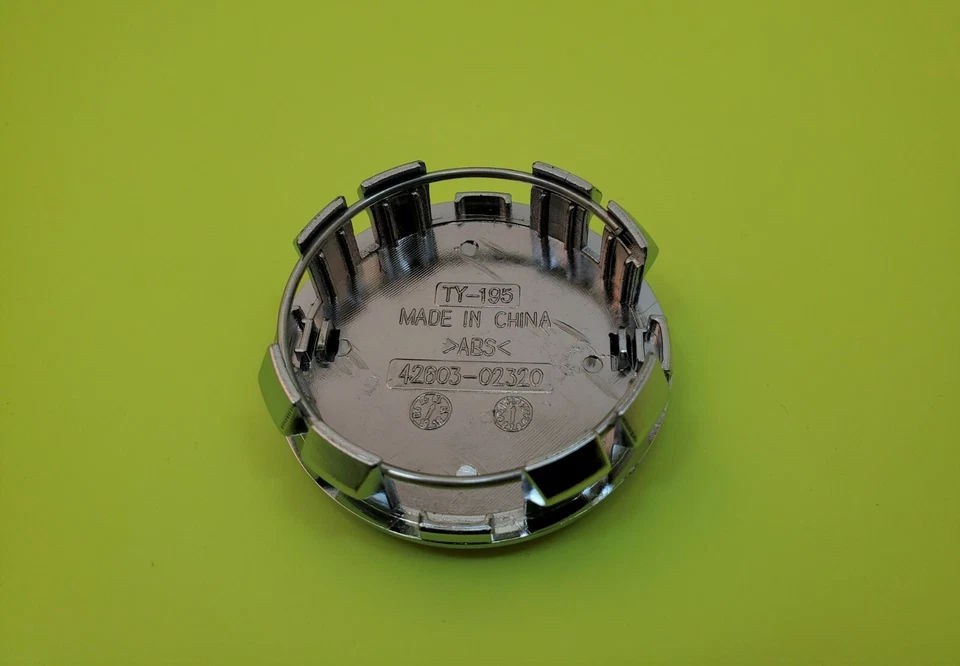 TY-195
MADE IN CHINA
>ABS<
42603-02320